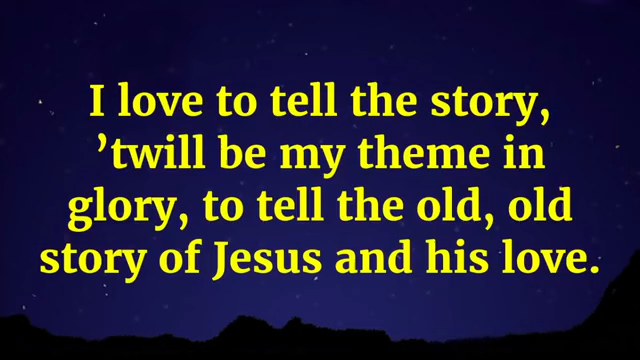 I love to tell the story,
’twill be my theme in
glory, to tell the old, old
story of Jesus and his love.